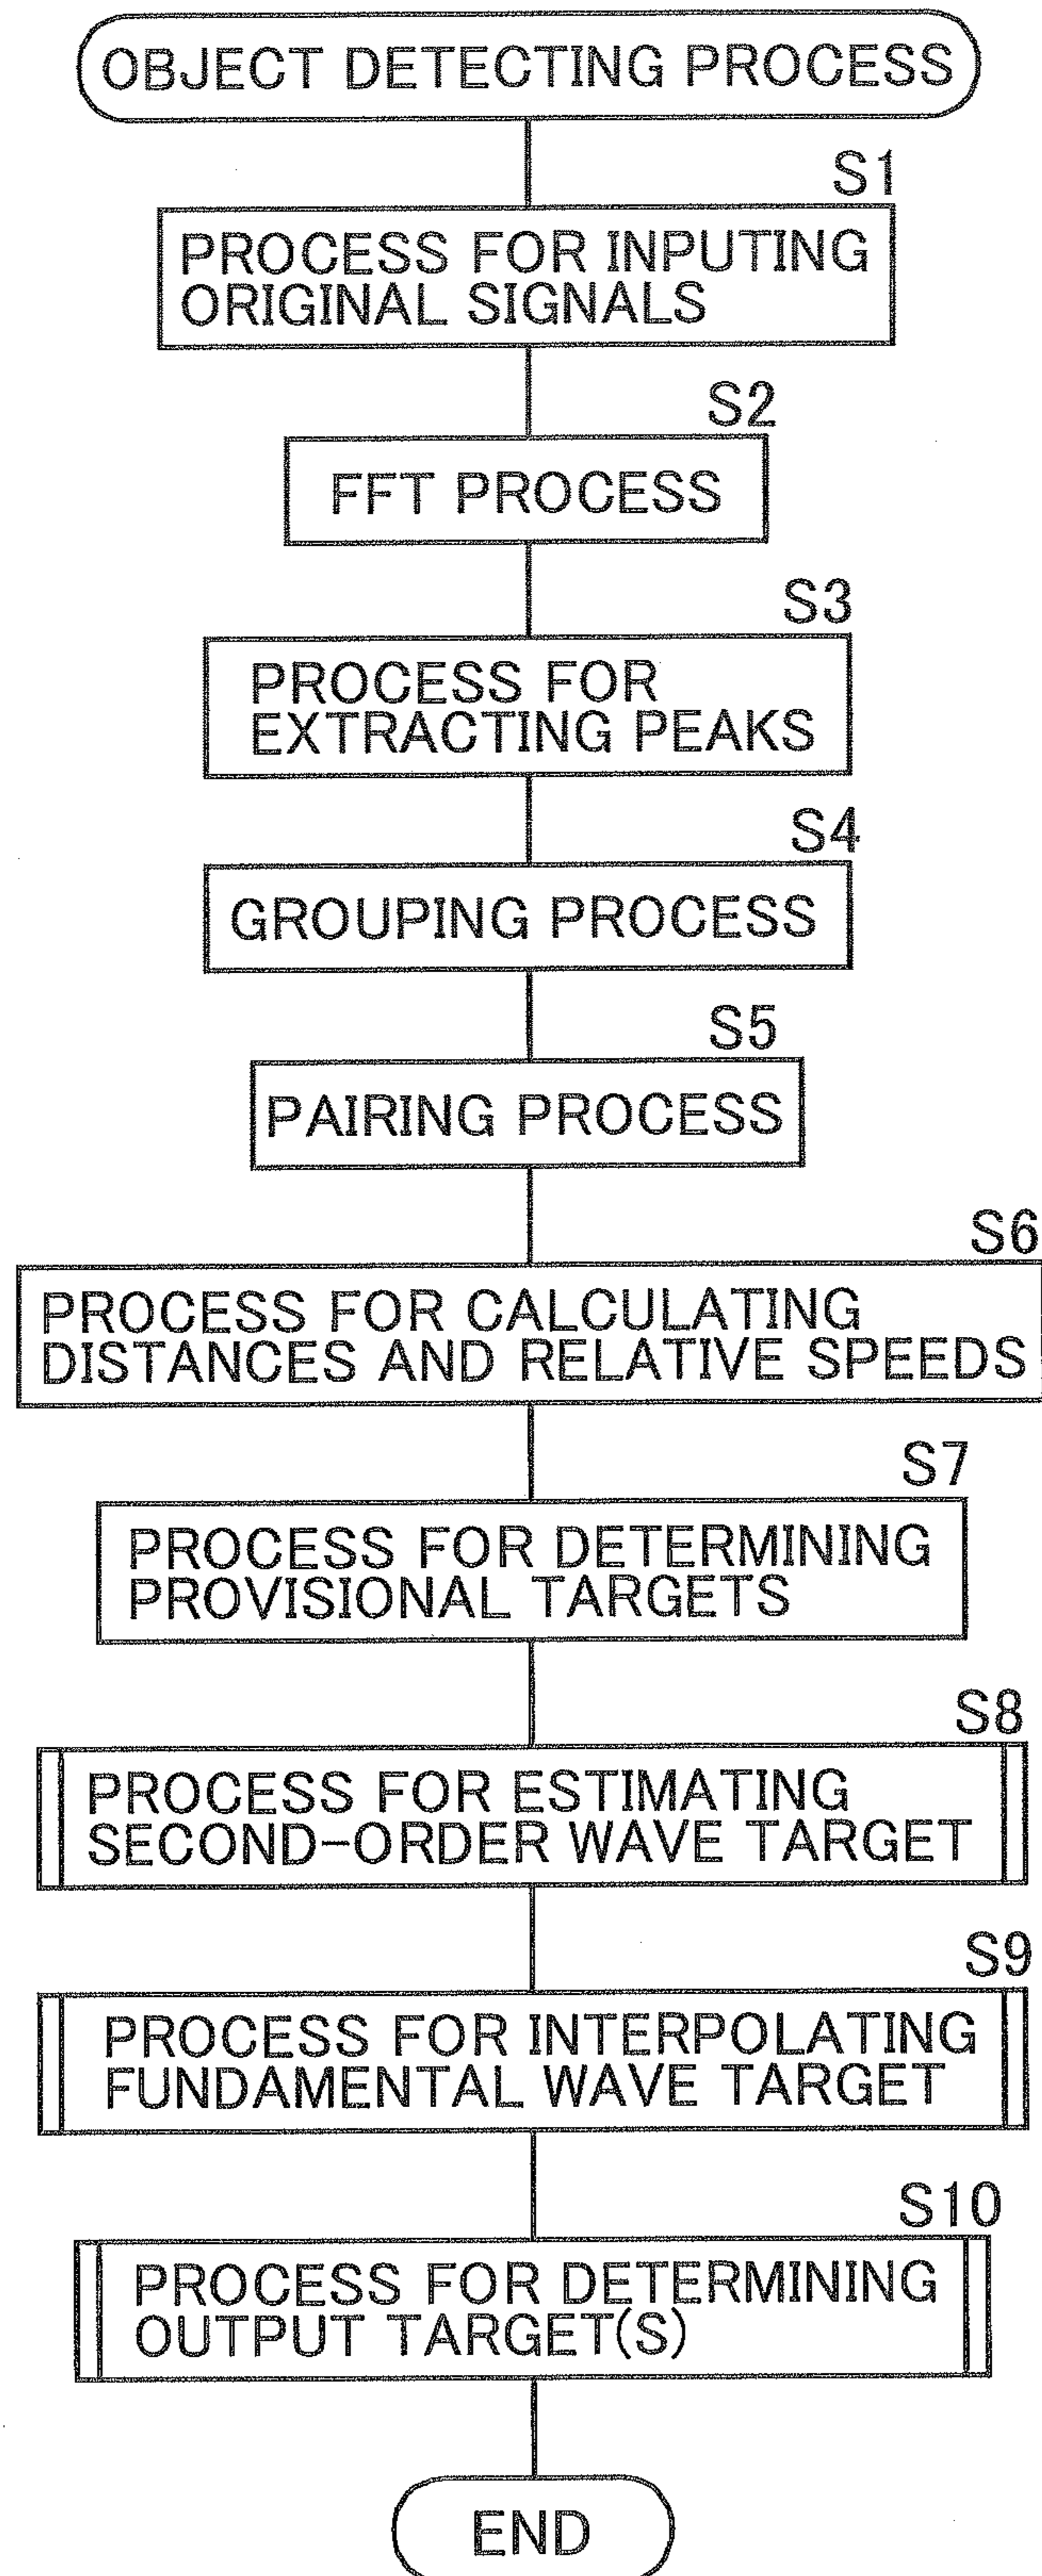 OBJECT DETECTING PROCESS
S1
PROCESS FOR INPUTING
ORIGINAL SIGNALS
S2
FFT PROCESS
S3
PROCESS FOR
EXTRACTING PEAKS
S4
GROUPING PROCESS
S5
PAIRING PROCESS
S6
PROCESS FOR CALCULATING
DISTANCES AND RELATIVE SPEEDS
S7
PROCESS FOR DETERMINING
PROVISIONAL TARGETS
S8
PROCESS FOR ESTIMATING
SECOND-ORDER WAVE TARGET
S9
PROCESS FOR INTERPOLATING
FUNDAMENTAL WAVE TARGET
S10
PROCESS FOR DETERMINING
OUTPUT TARGET(S)
END